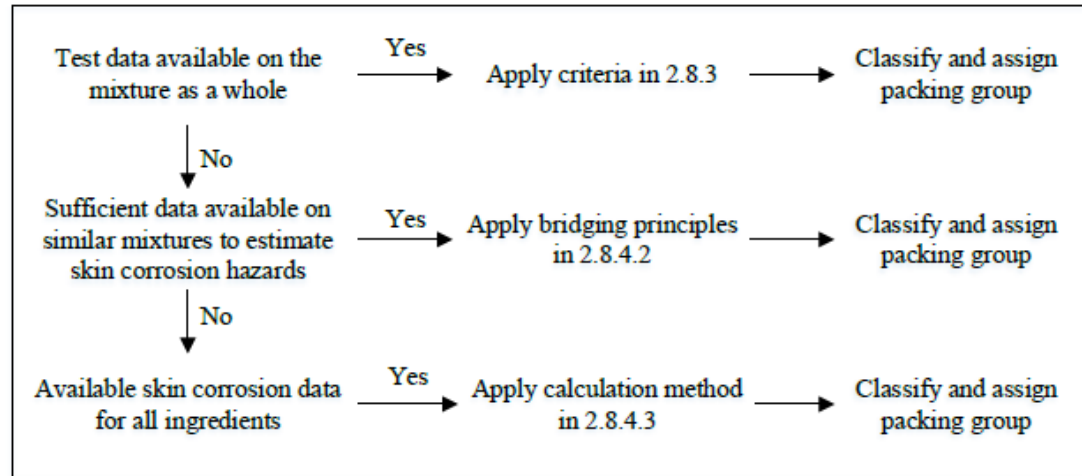 Test data available on the
mixture as a whole
Yes
Apply criteria in 2.8.3
Classify and assign
packing group
No
Sufficient data available on
similar mixtures to estimate
skin corrosion hazards
Yes
Apply bridging principles
in 2.8.4.2
Classify and assign
packing group
No
Available skin corrosion data
for all ingredients
Yes
Apply calculation method
in 2.8.4.3
Classify and assign
packing group